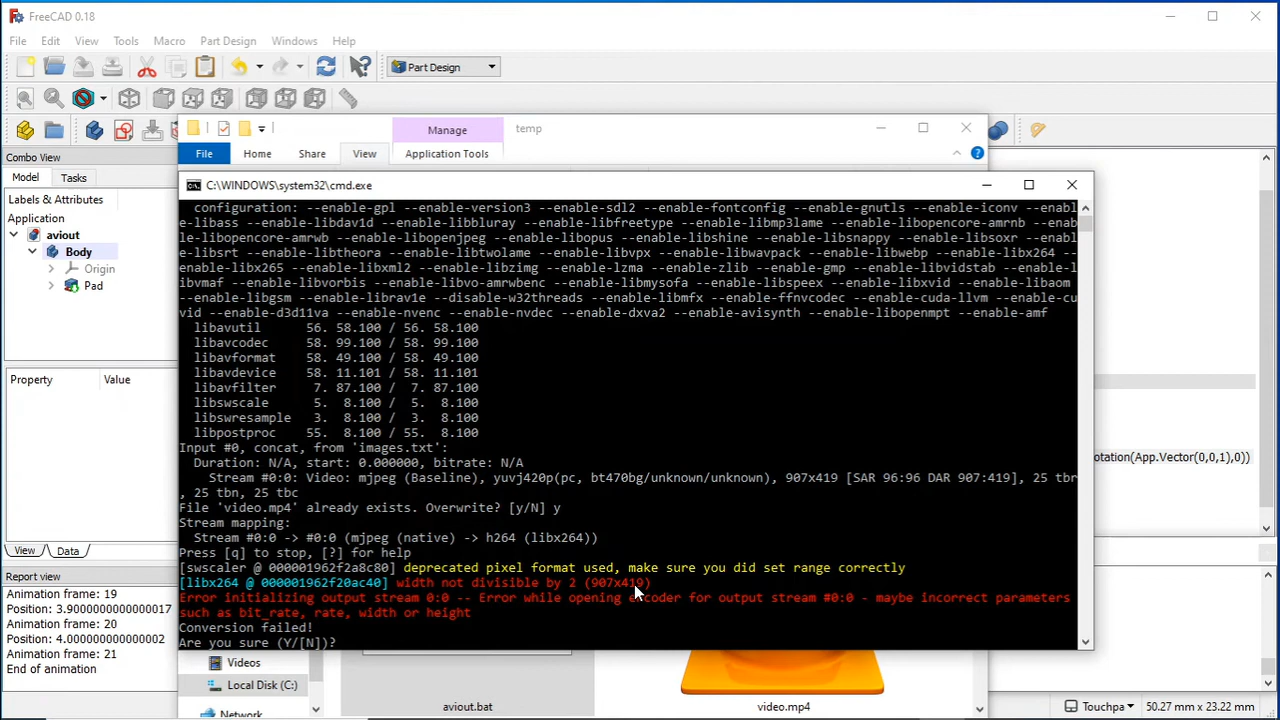 FreeCAD 0.18
File Edit View Tools Macro Part Design Windows Help
Part Design
Manage temp
Combo View
File Home Share View Application Tools
Model Tasks
C:\WINDOWS\system32\cmd.exe
Labels & Attributes
Application
aviout
Body
Origin
Pad
configuration: --enable-gpl --enable-version3 --enable-sdl2 --enable-fontconfig --enable-gnutls --enable-iconv --enabl
e-libass --enable-libdav1d --enable-libbluray --enable-libfreetype --enable-libmp3lame --enable-libopencore-amrnb --enab
le-libopencore-amrwb --enable-libopenjpeg --enable-libopus --enable-libshine --enable-libsnappy --enable-libsoxr --enabl
e-libsrt --enable-libtheora --enable-libtwolame --enable-libvpx --enable-libwavpack --enable-libwebp --enable-libx264 --
enable-libx265 --enable-libxml2 --enable-libzimg --enable-lzma --enable-zlib --enable-gmp --enable-libvidstab --enable-l
ibvmaf --enable-libvorbis --enable-libvo-amrwbenc --enable-libmysofa --enable-libspeex --enable-libxvid --enable-libaom
--enable-libgsm --enable-librav1e --disable-w32threads --enable-libmfx --enable-ffnvcodec --enable-cuda-llvm --enable-cu
vid --enable-d3d11va --enable-nvenc --enable-nvdec --enable-dxva2 --enable-avisynth --enable-libopenmpt --enable-amf
libavutil 56. 58.100 / 56. 58.100
libavcodec 58. 99.100 / 58. 99.100
libavformat 58. 49.100 / 58. 49.100
libavdevice 58. 11.101 / 58. 11.101
libavfilter 7. 87.100 / 7. 87.100
libswscale 5. 8.100 / 5. 8.100
libswresample 3. 8.100 / 3. 8.100
libpostproc 55. 8.100 / 55. 8.100
Input #0, concat, from 'images.txt':
Duration: N/A, start: 0.000000, bitrate: N/A
Stream #0:0: Video: mjpeg (Baseline), yuvj420p(pc, bt470bg/unknown/unknown), 907x419 [SAR 96:96 DAR 907:419], 25 tbr
, 25 tbn, 25 tbc
File 'video.mp4' already exists. Overwrite? [y/N] y
Stream mapping:
Stream #0:0 -> #0:0 (mjpeg (native) -> h264 (libx264))
Press [q] to stop, [?] for help
[swscaler @ 000001962f2a8c80] deprecated pixel format used, make sure you did set range correctly
[libx264 @ 000001962f20ac40] width not divisible by 2 (907x419)
Error initializing output stream 0:0 -- Error while opening encoder for output stream #0:0 - maybe incorrect parameters
such as bit_rate, rate, width or height
Conversion failed!
Are you sure (Y/[N])?
Property Value
otation(App.Vector(0,0,1),0))
View Data
Report view
Animation frame: 19
Position: 3.900000000000017
Animation frame: 20
Position: 4.000000000000012
Animation frame: 21
End of animation
Videos
Local Disk (C:)
Network
aviout.bat
video.mp4
Touchpa
50.27 mm x 23.22 mm